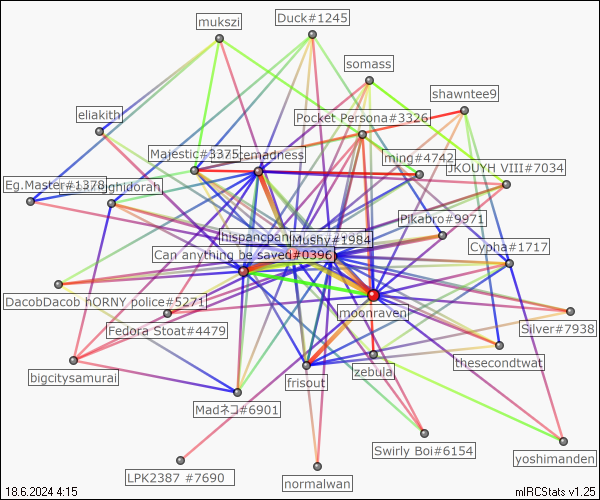 mukszi
Duck#1245
somass
shawntee9
Pocket Persona#3326
eliakith
Majestic#3375
cemadness
ming#4742
JKOUYH VIII#7034
Eg.Master#1378
ghidorah
Pikabro#9971
hispancpan
Mushy#1984
Cypha#1717
Can anything be saved#0396
DacobDacob hORNY police#5271
moonraven
Fedora Stoat#4479
Silver#7938
thesecondtwat
bigcitysamurai
frisout
zebula
Madネコ#6901
Swirly Boi#6154
yoshimanden
LPK2387 #7690
normalwan
18.6.2024 4:15
mIRCStats v1.25